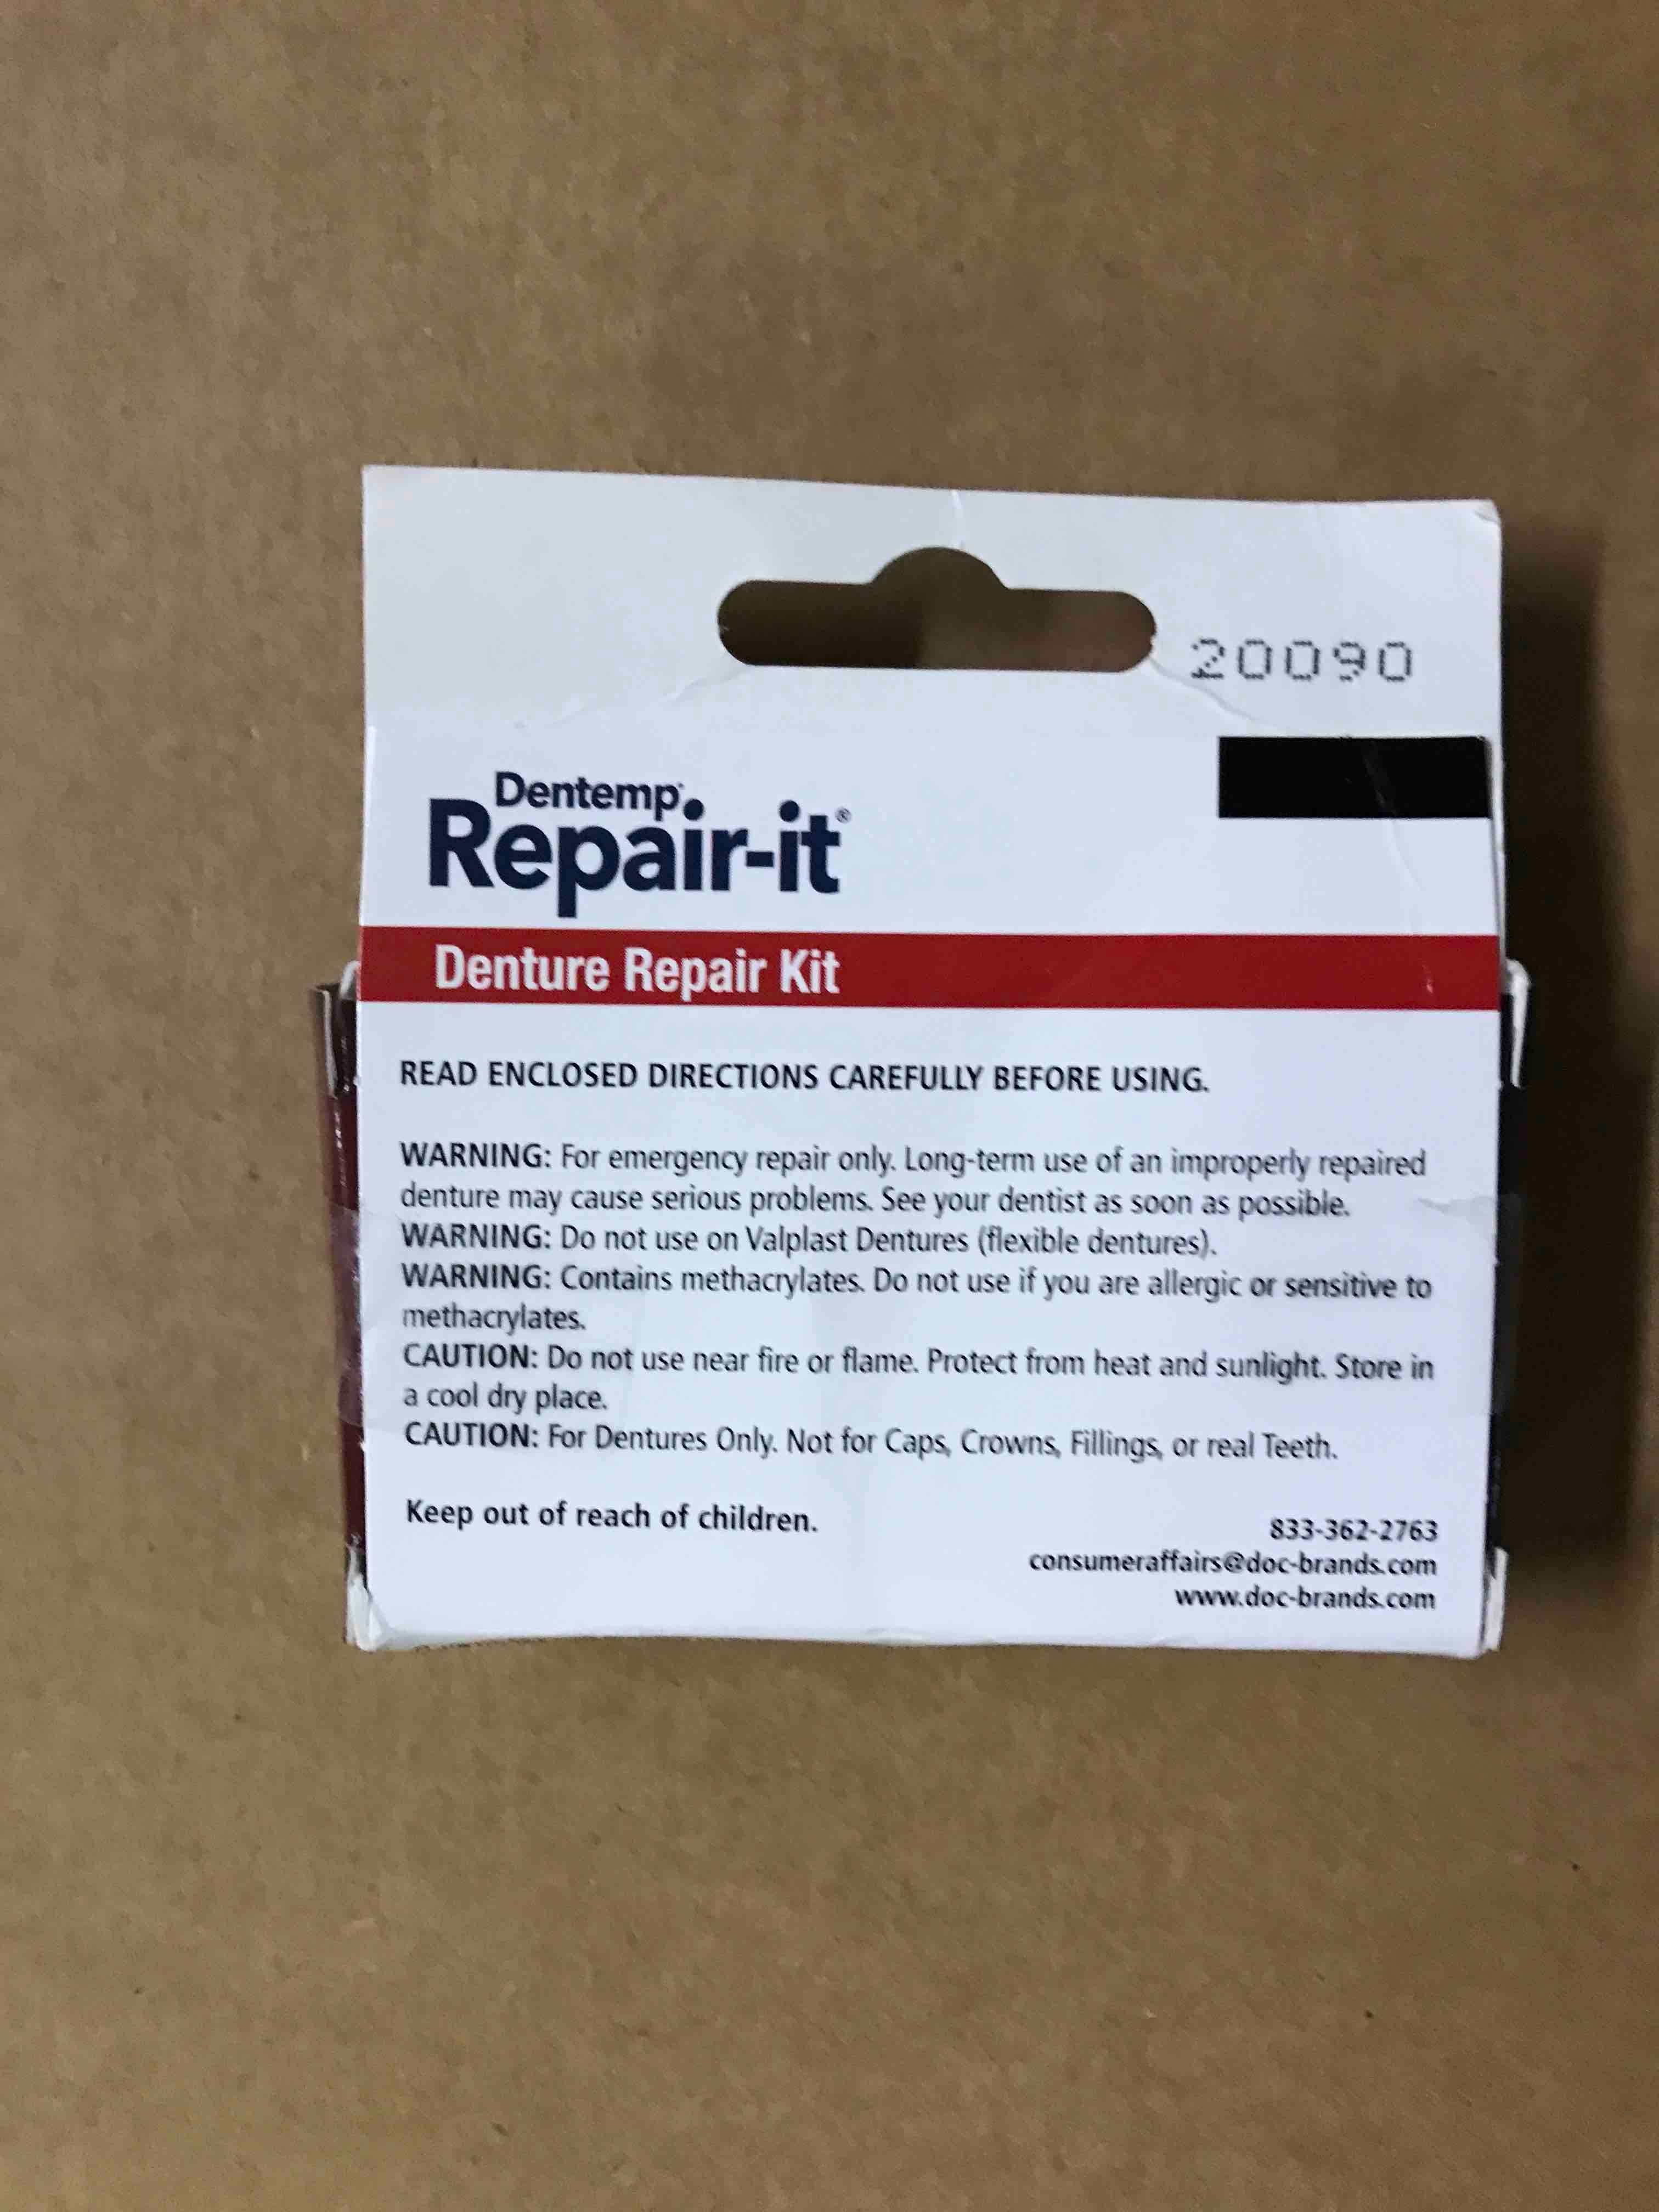 20090
Dentemp®
Repair-it®
Denture Repair Kit
READ ENCLOSED DIRECTIONS CAREFULLY BEFORE USING.
WARNING: For emergency repair only. Long-term use of an improperly repaired
denture may cause serious problems. See your dentist as soon as possible.
WARNING: Do not use on Valplast Dentures (flexible dentures).
WARNING: Contains methacrylates. Do not use if you are allergic or sensitive to
methacrylates.
CAUTION: Do not use near fire or flame. Protect from heat and sunlight. Store in
a cool dry place.
CAUTION: For Dentures Only. Not for Caps, Crowns, Fillings, or real Teeth.
Keep out of reach of children.
833-362-2763
consumeraffairs@doc-brands.com
www.doc-brands.com